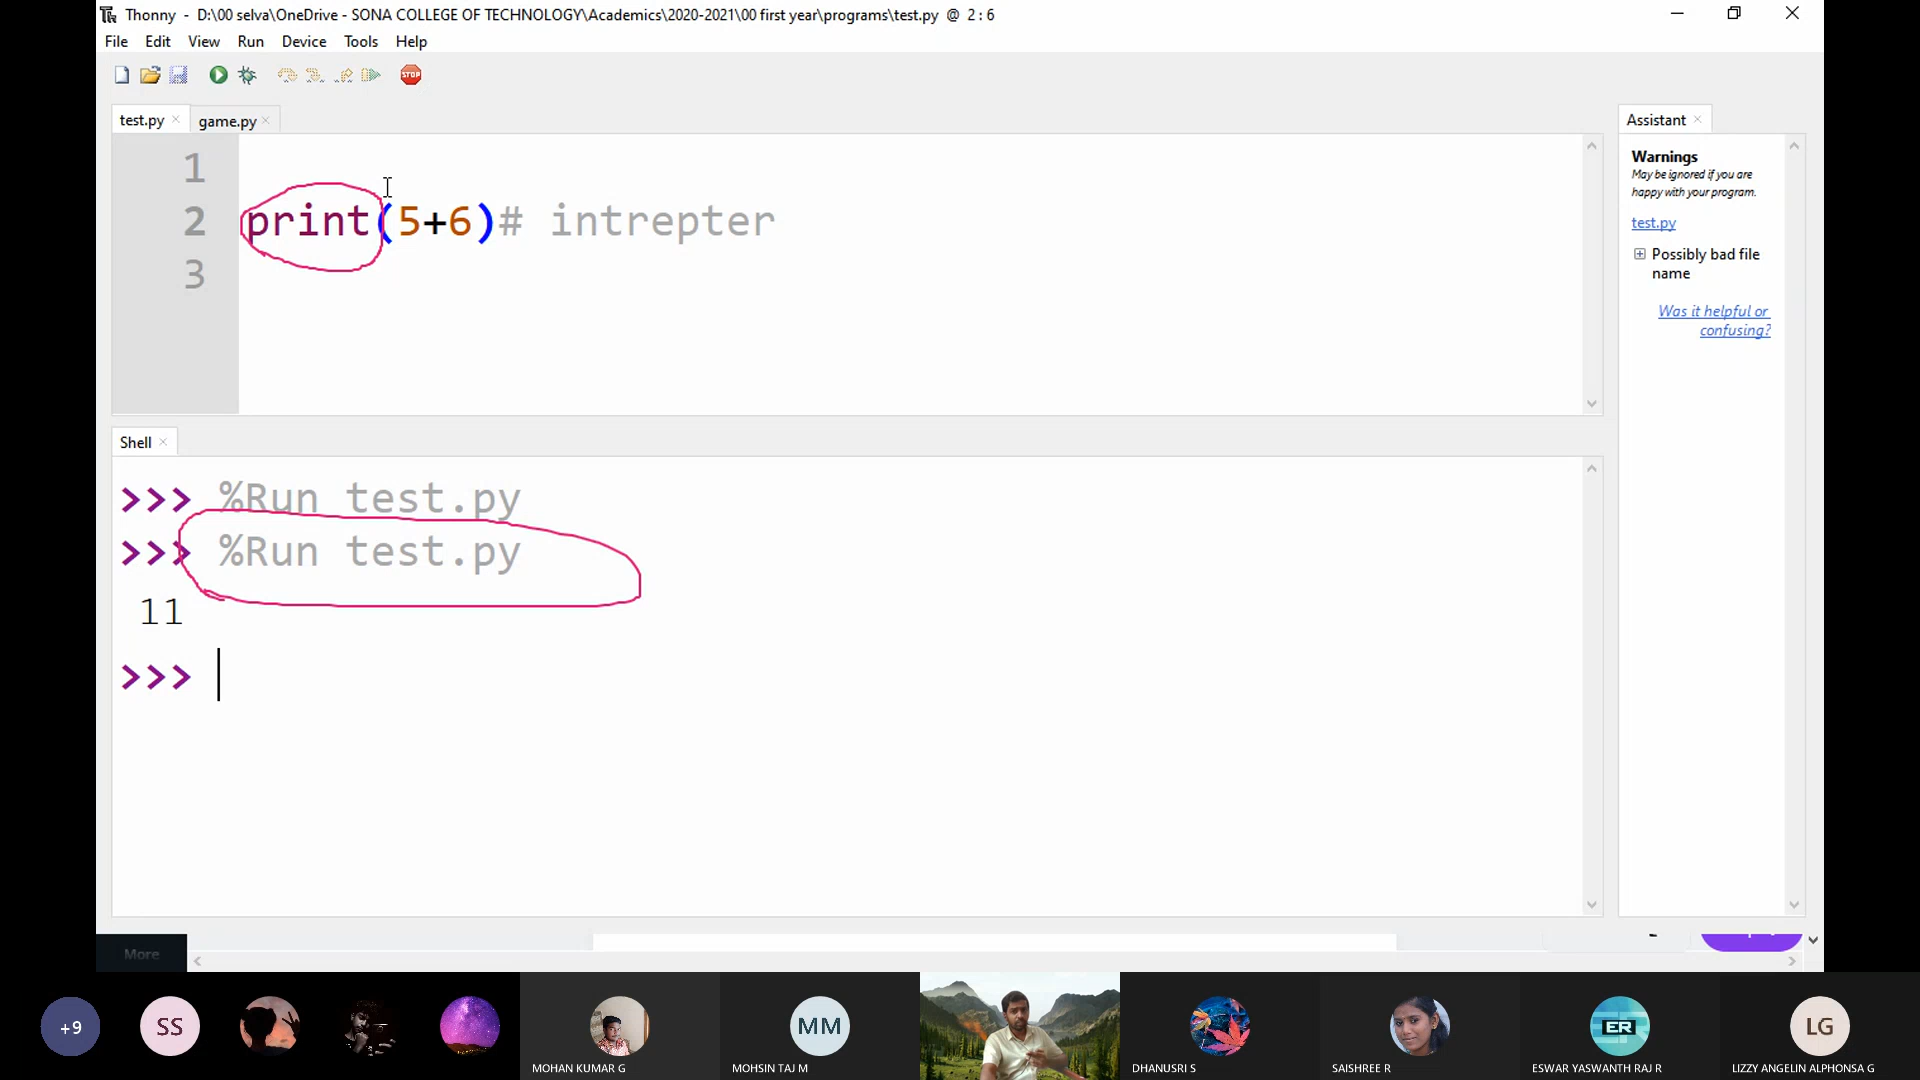 Thonny - D:\00 selva\OneDrive - SONA COLLEGE OF TECHNOLOGY\Academics\2020-2021\00 first year\programs\test.py @ 2 : 6
File Edit View Run Device Tools Help
STOP
test.py × game.py ×
1
2 print(5+6)# intrepter
3
Shell ×
>>> %Run test.py
>>> %Run test.py
11
>>>
Assistant ×
Warnings
May be ignored if you are
happy with your program.
test.py
Possibly bad file
name
Was it helpful or
confusing?
More
+9
SS
MM
ER
LG
MOHAN KUMAR G
MOHSIN TAJ M
DHANUSRI S
SAISHREE R
ESWAR YASWANTH RAJ R
LIZZY ANGELIN ALPHONSA G